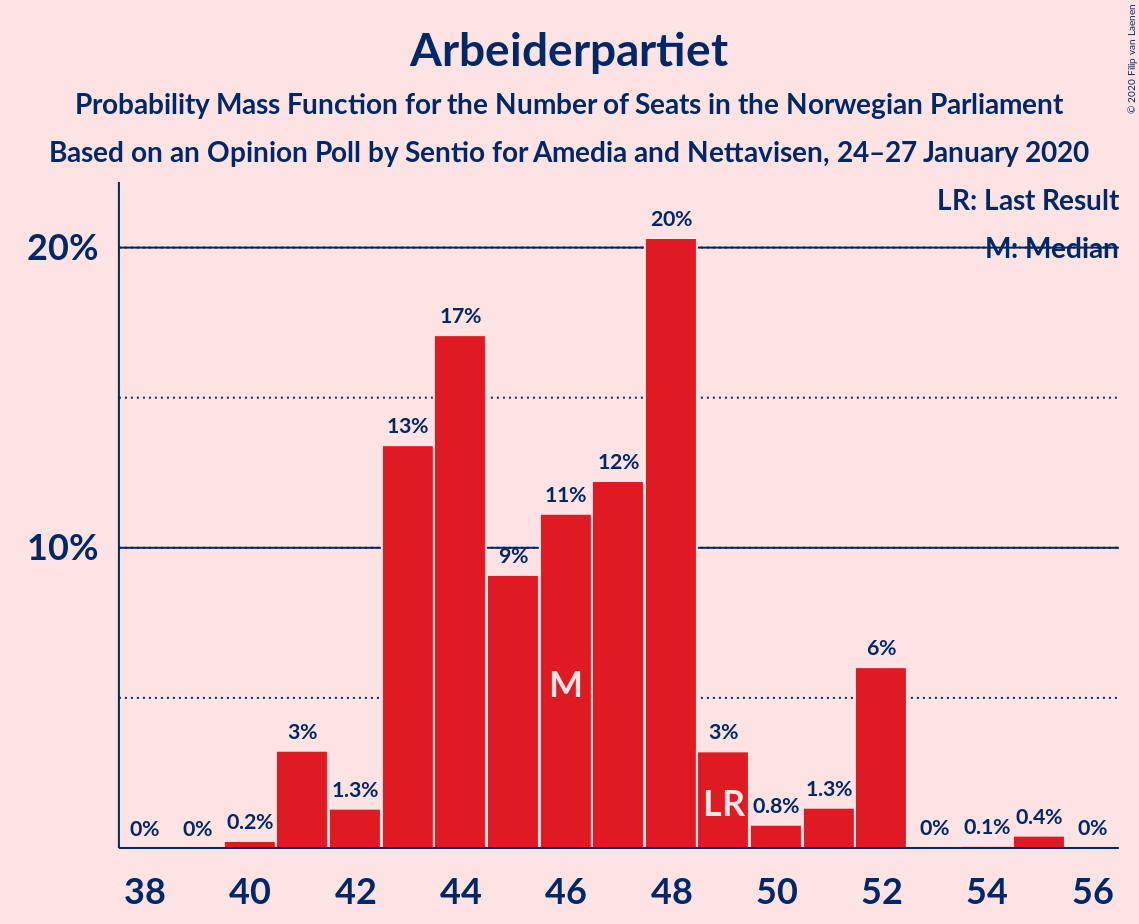 Arbeiderpartiet
Probability Mass Function for the Number of Seats in the Norwegian Parliament
Based on an Opinion Poll by Sentio for Amedia and Nettavisen, 24–27 January 2020
© 2020 Filip van Laenen
LR: Last Result
M: Median
20%
10%
0% 0% 0.2% 3% 1.3% 13% 17% 9% 11% 12% 20% 3% 0.8% 1.3% 6% 0% 0.1% 0.4% 0%
M
LR
38 40 42 44 46 48 50 52 54 56